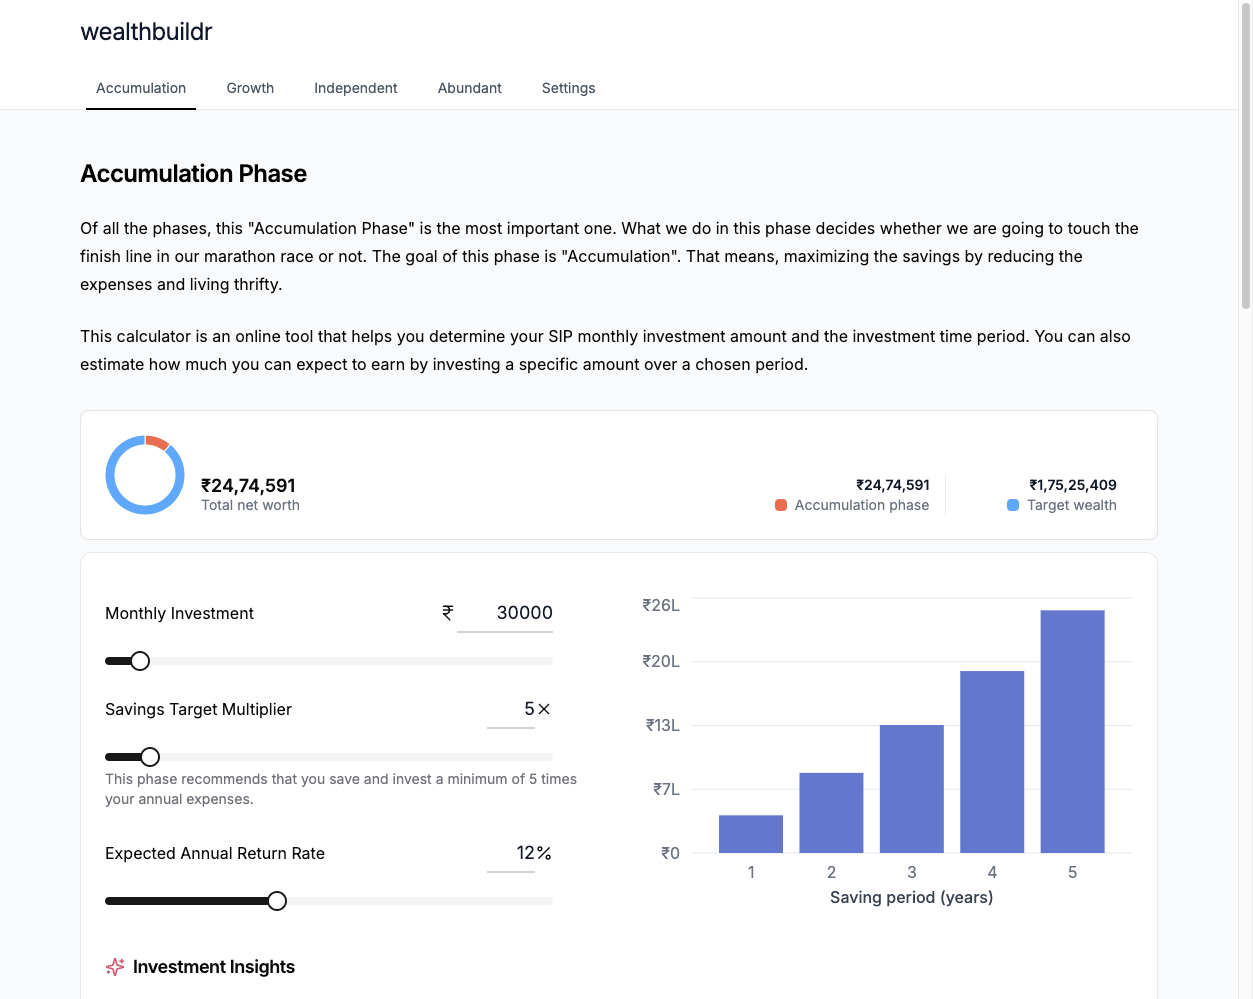 wealthbuildr
Accumulation Growth Independent Abundant Settings
Accumulation Phase
Of all the phases, this "Accumulation Phase" is the most important one. What we do in this phase decides whether we are going to touch the
finish line in our marathon race or not. The goal of this phase is "Accumulation". That means, maximizing the savings by reducing the
expenses and living thrifty.
This calculator is an online tool that helps you determine your SIP monthly investment amount and the investment time period. You can also
estimate how much you can expect to earn by investing a specific amount over a chosen period.
₹24,74,591
Total net worth
₹24,74,591
Accumulation phase
₹1,75,25,409
Target wealth
Monthly Investment ₹ 30000
Savings Target Multiplier 5×
This phase recommends that you save and invest a minimum of 5 times
your annual expenses.
Expected Annual Return Rate 12%
₹26L
₹20L
₹13L
₹7L
₹0
1 2 3 4 5
Saving period (years)
Investment Insights